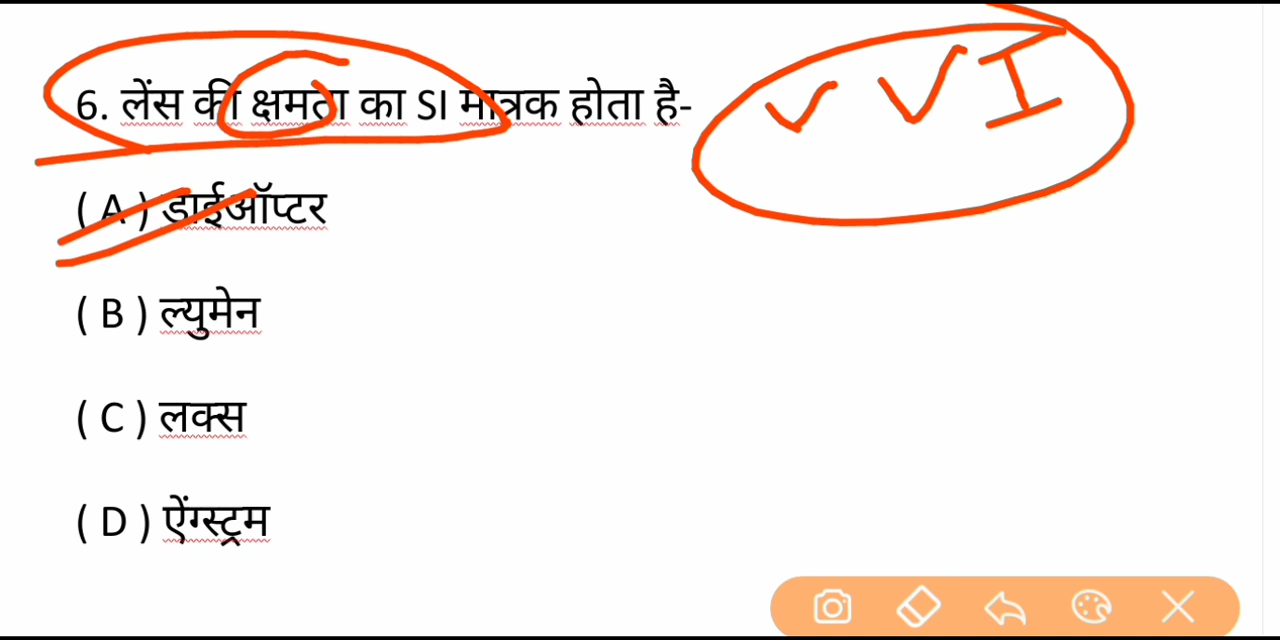 6. लेंस की क्षमता का SI मात्रक होता है-
VVI
( A ) डाईऑप्टर
( B ) ल्युमेन
( C ) लक्स
( D ) ऐंग्स्ट्रम